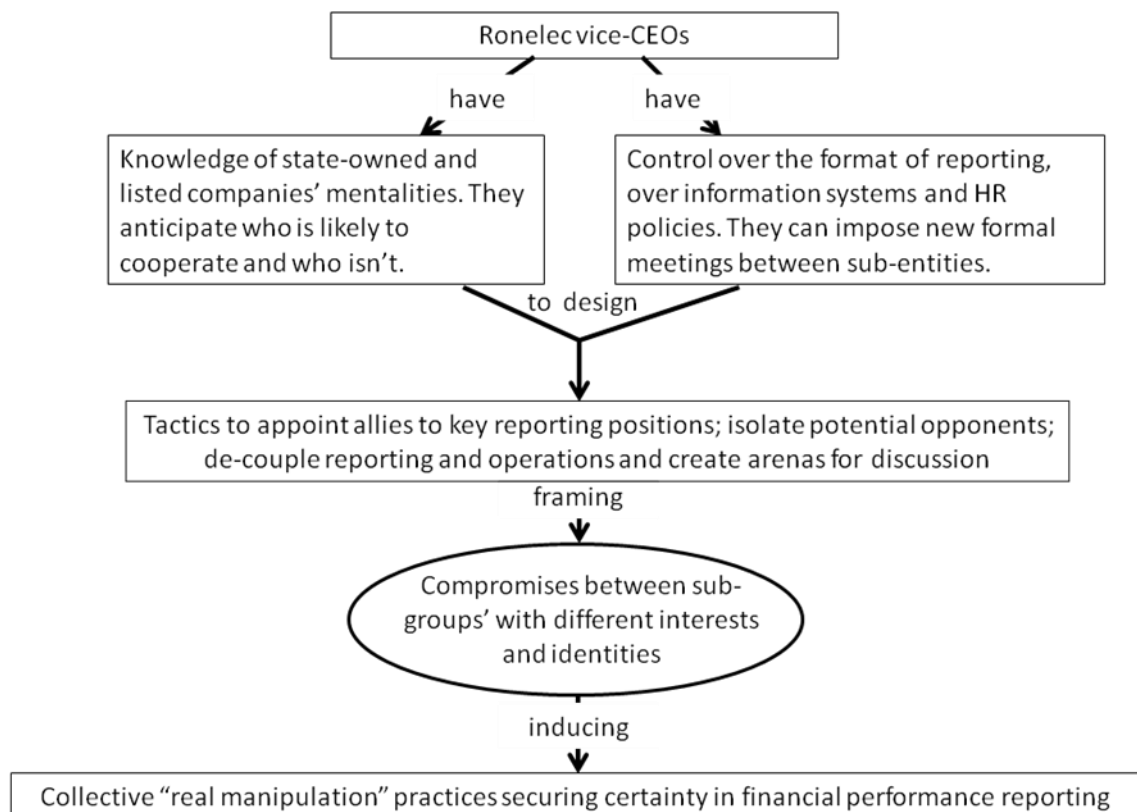 Ronelec vice-CEOs
have
have
Knowledge of state-owned and
listed companies' mentalities. They
anticipate who is likely to
cooperate and who isn't.
Control over the format of reporting,
over information systems and HR
policies. They can impose new formal
meetings between sub-entities.
to design
Tactics to appoint allies to key reporting positions; isolate potential opponents;
de-couple reporting and operations and create arenas for discussion
framing
Compromises between sub-
groups' with different interests
and identities
inducing
Collective “real manipulation” practices securing certainty in financial performance reporting